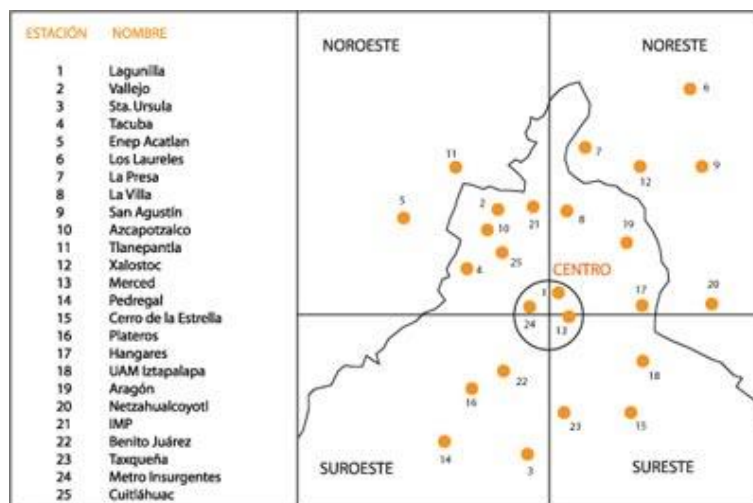 ESTACIÓN NOMBRE
1 Lagunilla
2 Vallejo
3 Sta. Ursula
4 Tacuba
5 Enep Acatlan
6 Los Laureles
7 La Presa
8 La Villa
9 San Agustín
10 Azcapotzalco
11 Tlanepantla
12 Xalostoc
13 Merced
14 Pedregal
15 Cerro de la Estrella
16 Plateros
17 Hangares
18 UAM Iztapalapa
19 Aragón
20 Netzahualcoyotl
21 IMP
22 Benito Juárez
23 Taxqueña
24 Metro Insurgentes
25 Cuitláhuac
NOROESTE
NORESTE
6
7
11
12
9
5
2
21
8
10
19
25
4
CENTRO
1
17
20
24
13
22
18
16
23
15
14
3
SUROESTE
SURESTE